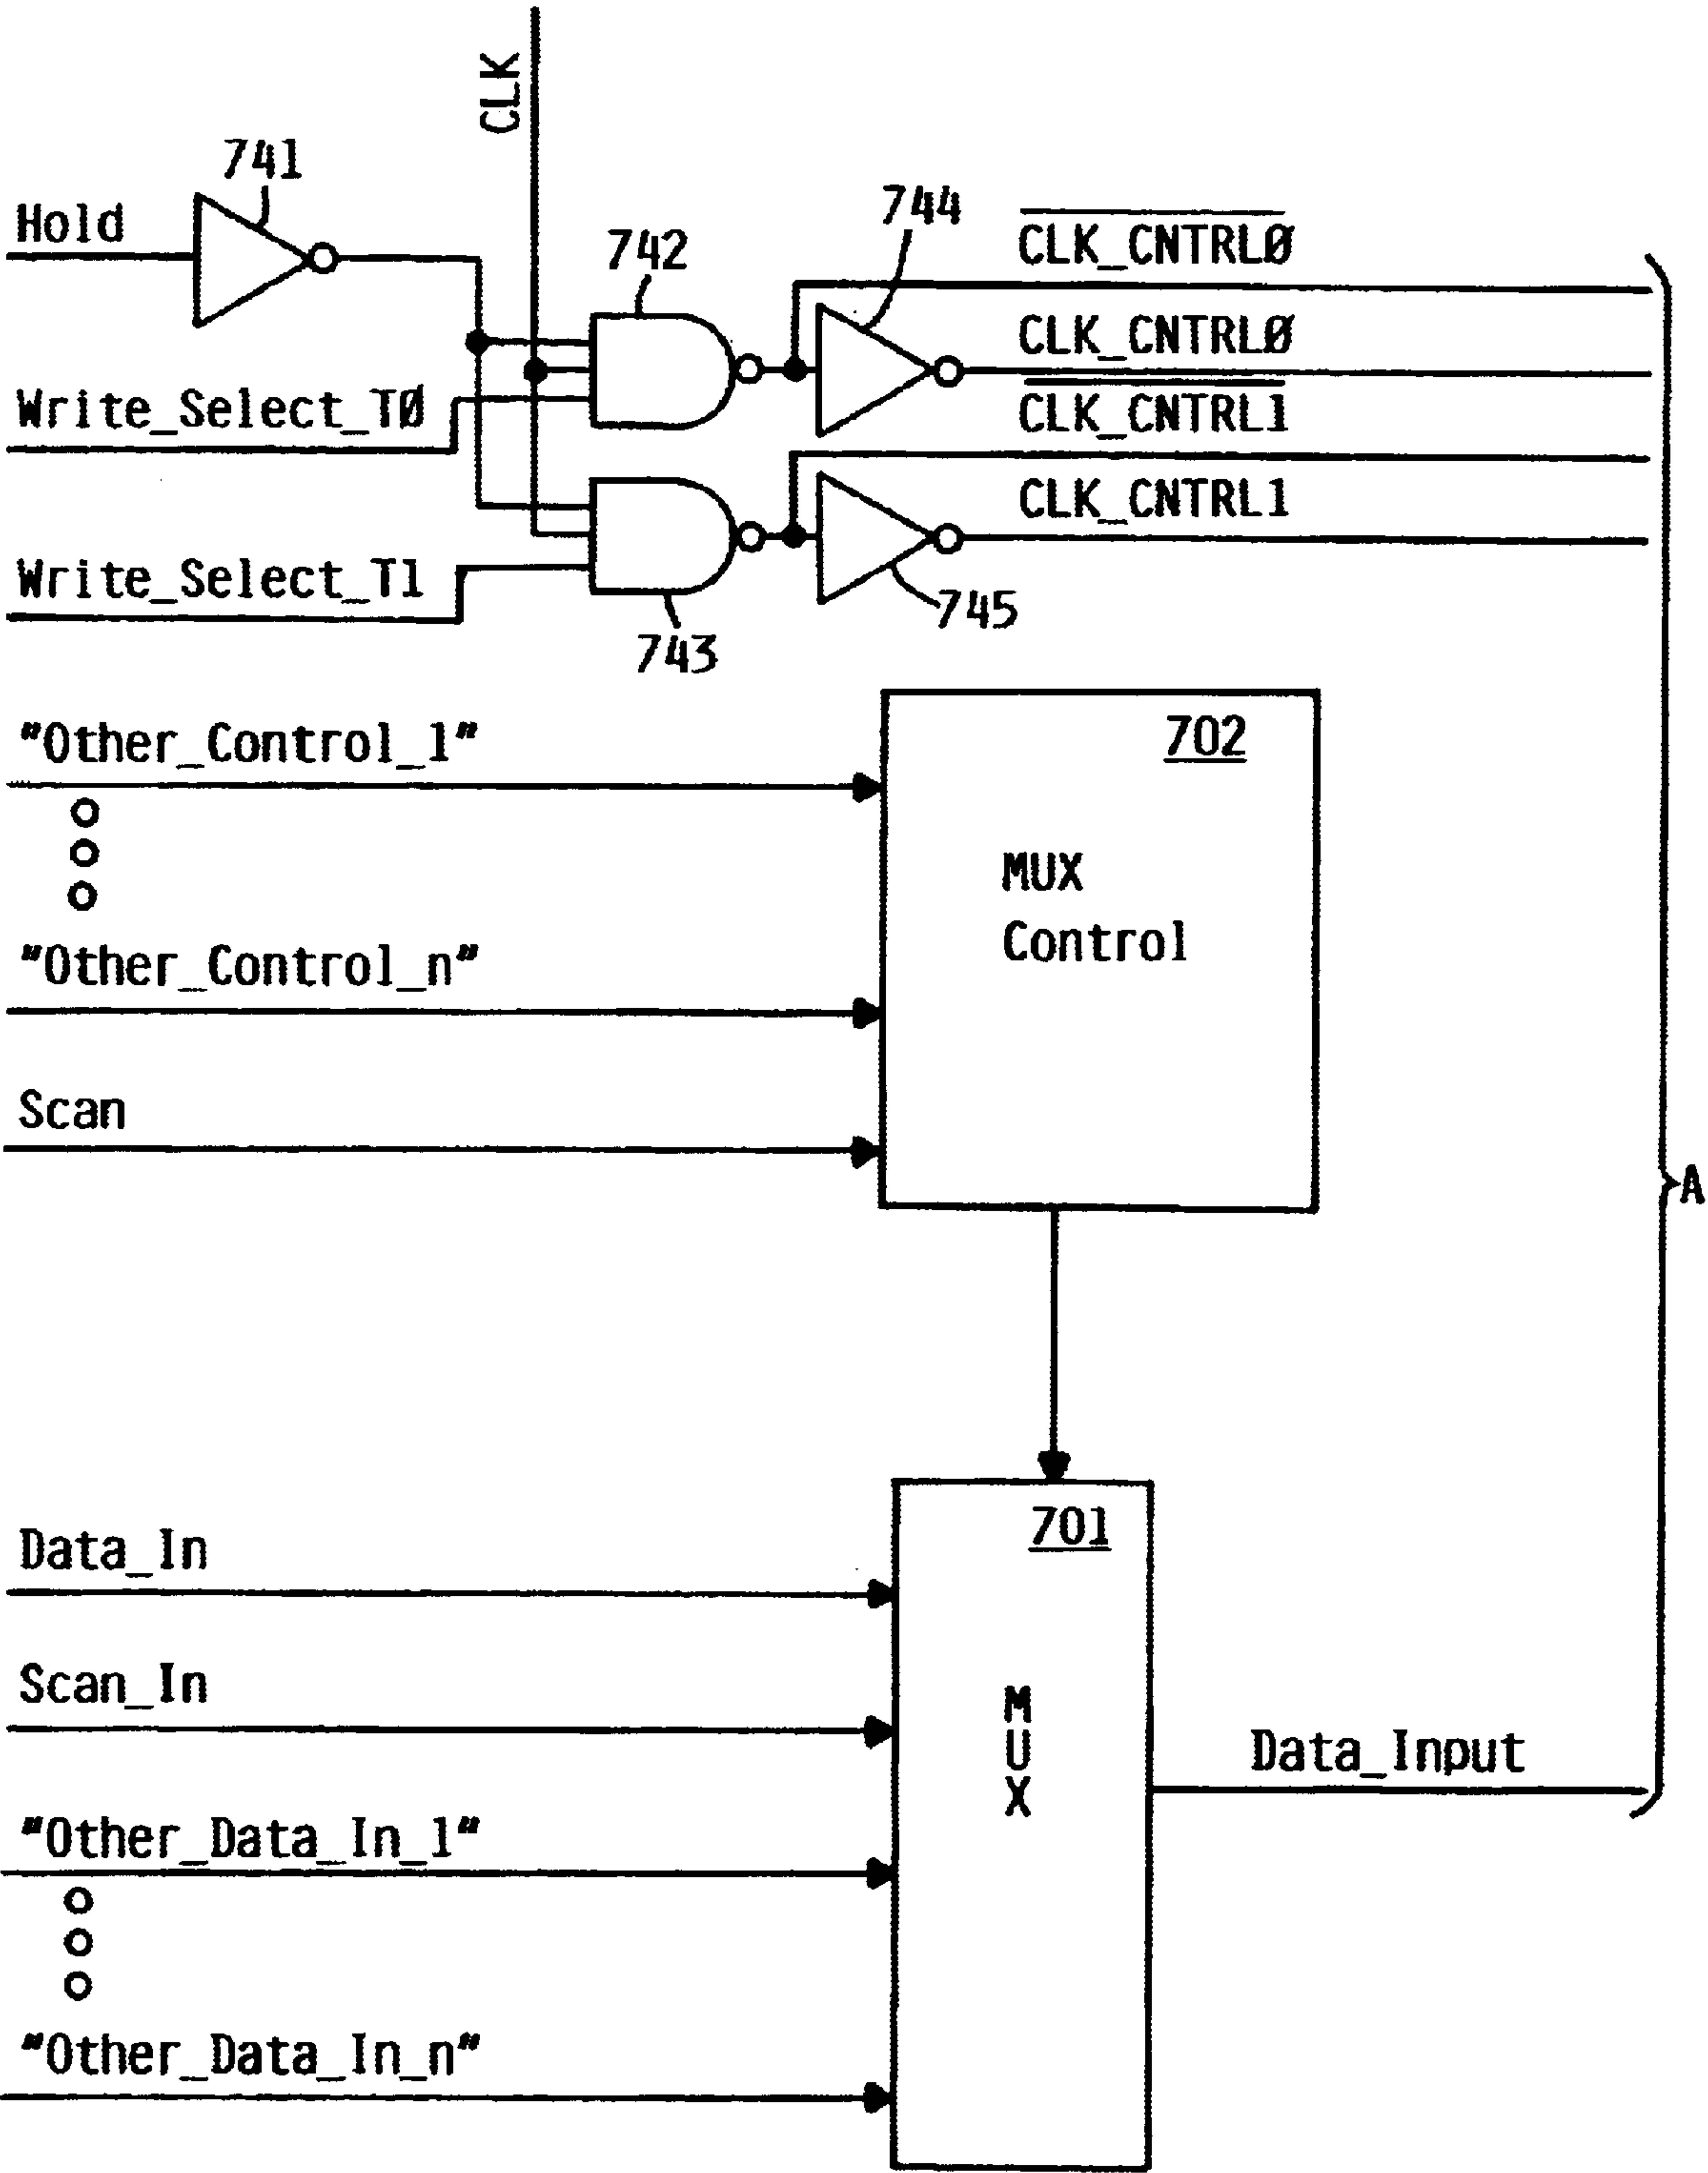 CLK
741
Hold
744
742
CLK_CNTRLØ
CLK_CNTRLØ
Write_Select_TØ
CLK_CNTRL1
CLK_CNTRL1
Write_Select_T1
745
743
"Other_Control_1"
702
MUX
Control
"Other_Control_n"
Scan
A
Data_In
701
Scan_In
MUX
Data_Input
"Other_Data_In_1"
"Other_Data_In_n"